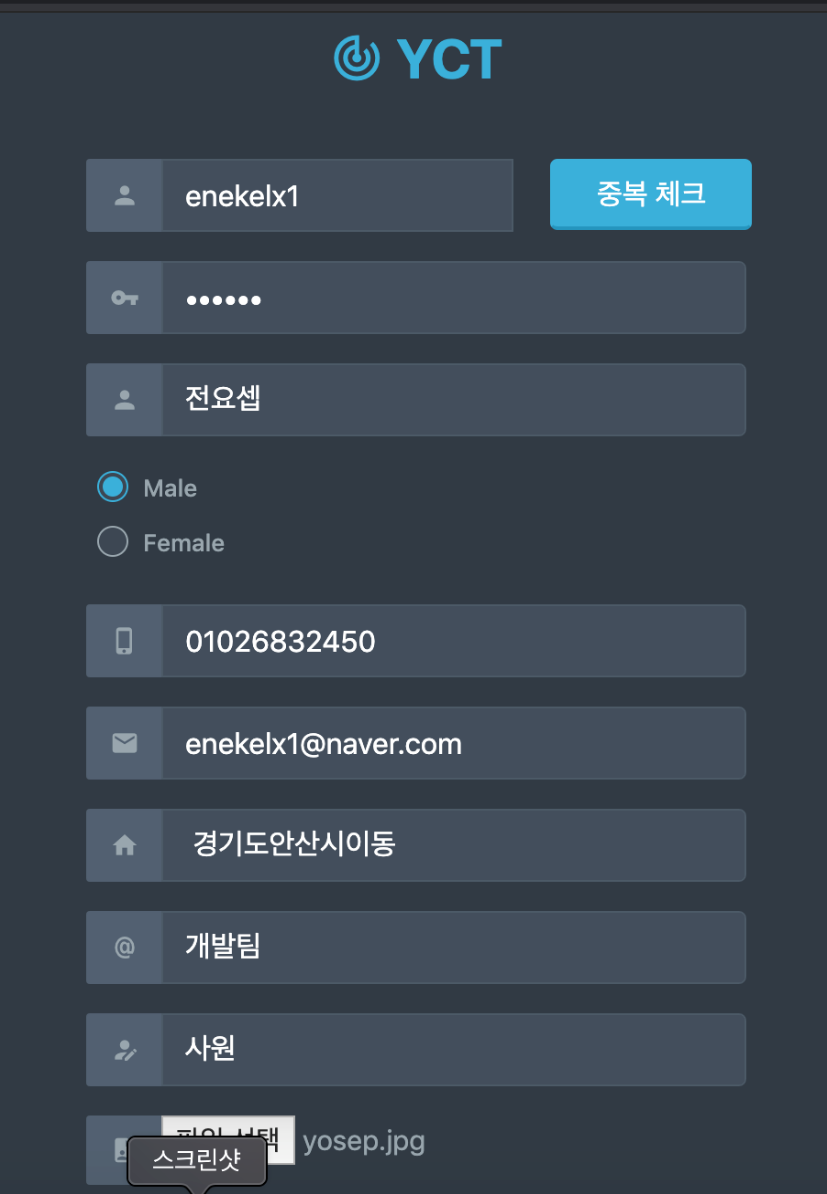 YCT
enekelx1
중복 체크
••••••
전요셉
Male
Female
01026832450
enekelx1@naver.com
경기도안산시이동
@ 개발팀
사원
yosep.jpg
스크린샷